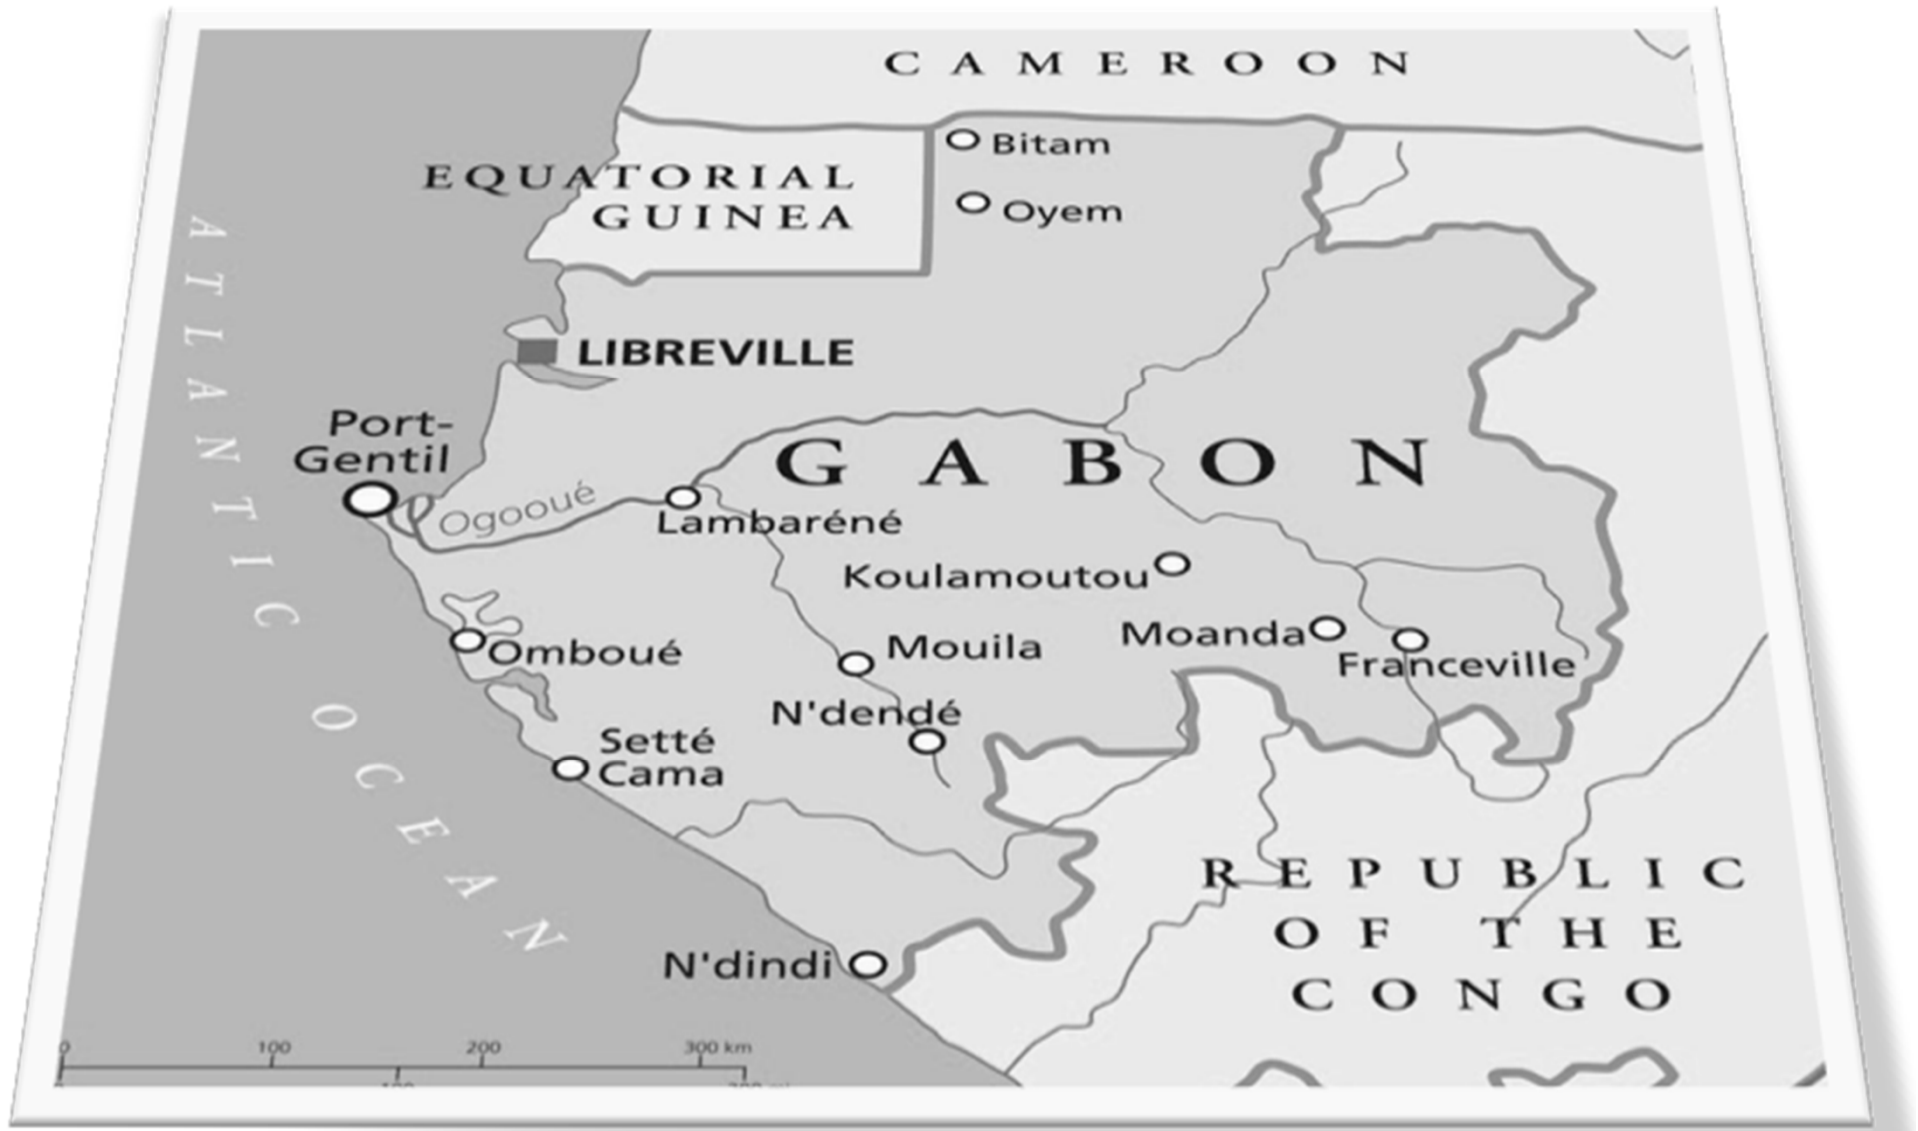 CAMEROON
Bitam
EQUATORIAL
GUINEA
Oyem
ATLANTIC OCEAN
LIBREVILLE
Port-
Gentil
GABON
Ogooué
Lambaréné
Koulamoutou
Moanda
Franceville
Mouila
Omboué
N'dendé
Setté
Cama
REPUBLIC
OF THE
CONGO
N'dindi
0 100 200 300 km